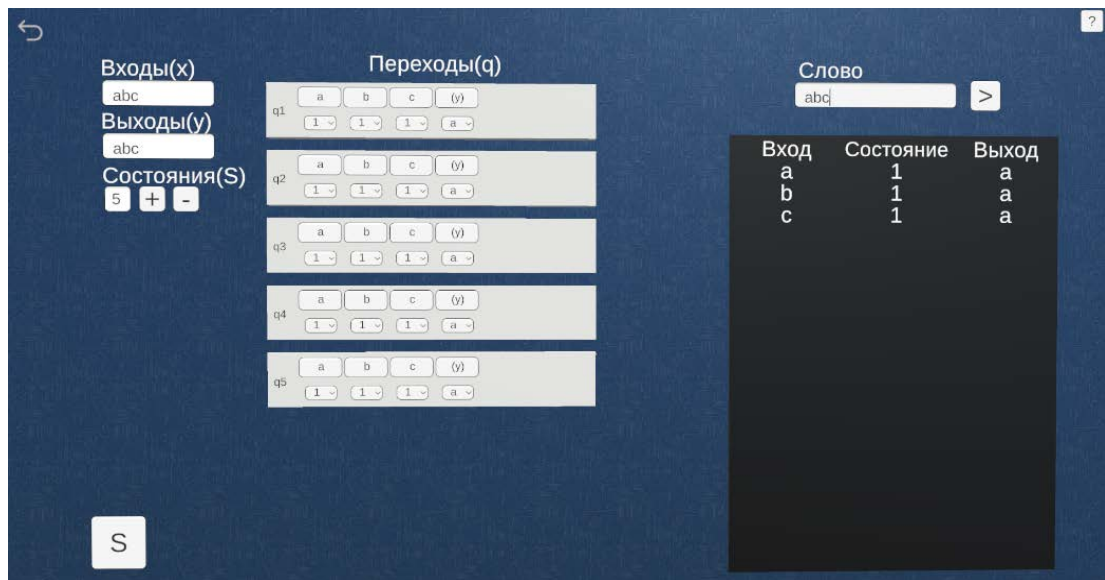 ?
Входы(x)
abc
Выходы(y)
abc
Состояния(S)
5 + -
Переходы(q)
q1
a b c (y)
1 1 1 a
q2
a b c (y)
1 1 1 a
q3
a b c (y)
1 1 1 a
q4
a b c (y)
1 1 1 a
q5
a b c (y)
1 1 1 a
Слово
abc >
Вход Состояние Выход
a 1 a
b 1 a
c 1 a
S